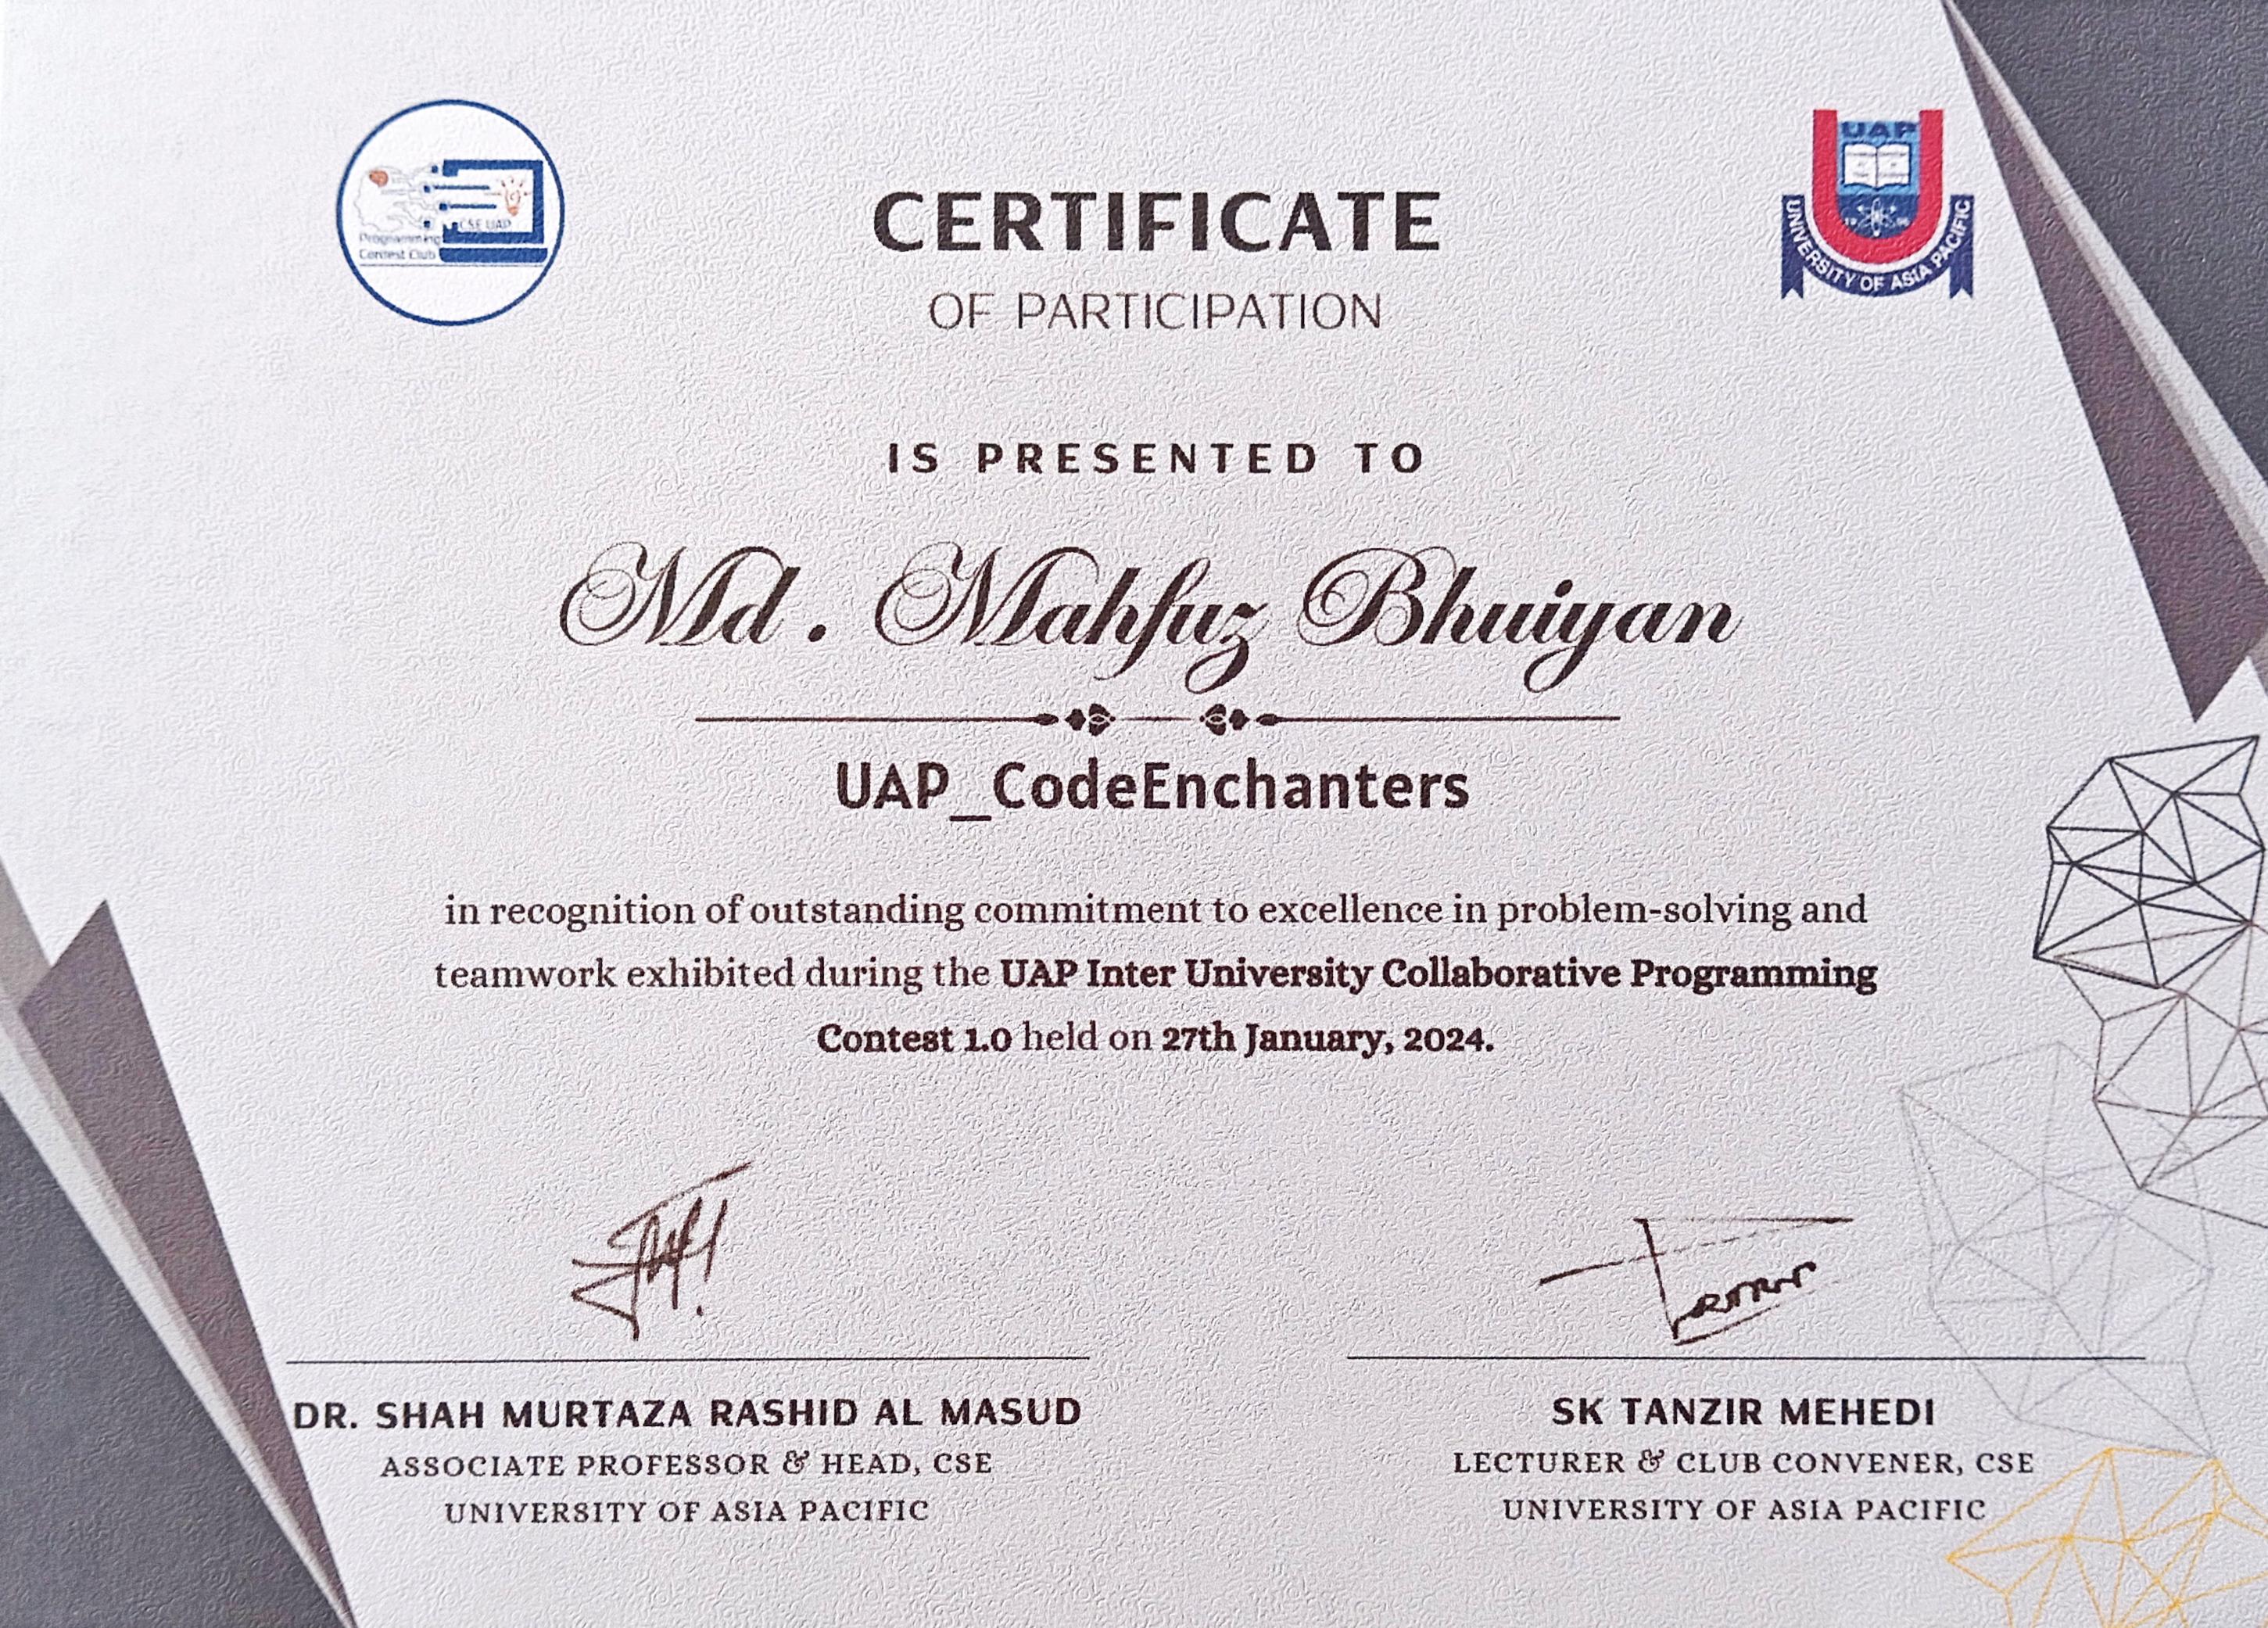 Programming
Contest Club
CSE UAP
UAP
UNIVERSITY OF ASIA PACIFIC
CERTIFICATE
OF PARTICIPATION
IS PRESENTED TO
Md. Mahfuz Bhuiyan
UAP_CodeEnchanters
in recognition of outstanding commitment to excellence in problem-solving and
teamwork exhibited during the UAP Inter University Collaborative Programming
Contest 1.0 held on 27th January, 2024.
DR. SHAH MURTAZA RASHID AL MASUD
ASSOCIATE PROFESSOR & HEAD, CSE
UNIVERSITY OF ASIA PACIFIC
SK TANZIR MEHEDI
LECTURER & CLUB CONVENER, CSE
UNIVERSITY OF ASIA PACIFIC